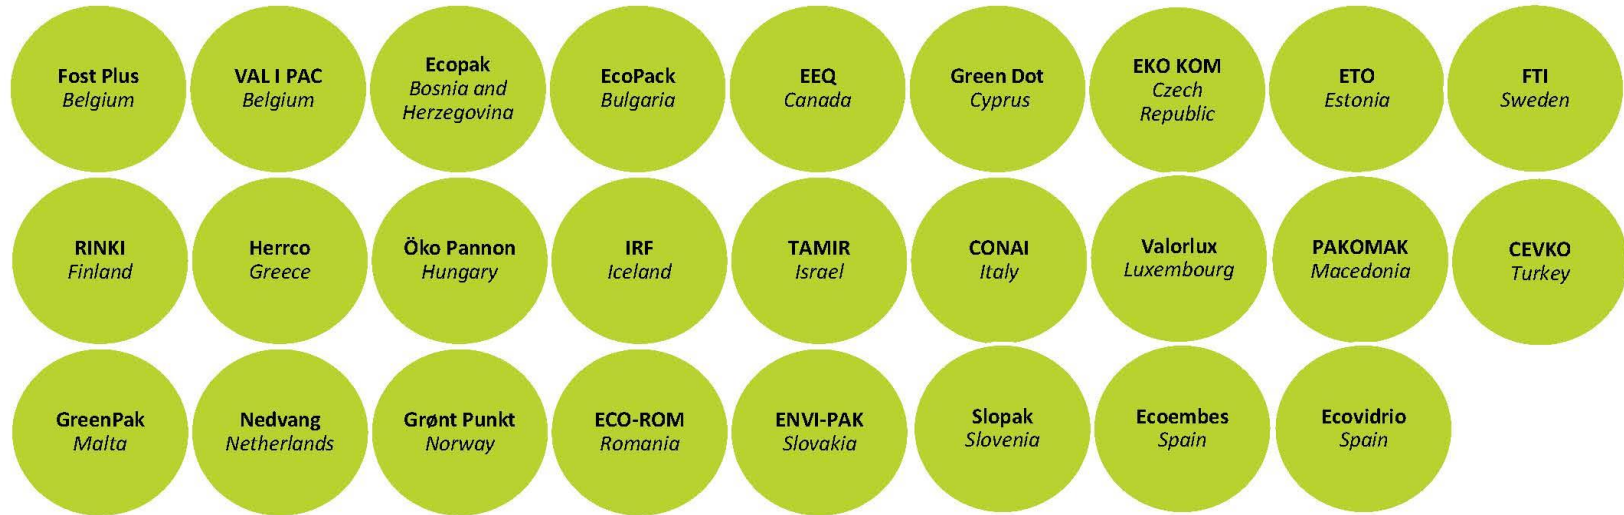 Fost Plus
Belgium
VAL I PAC
Belgium
Ecopak
Bosnia and
Herzegovina
EcoPack
Bulgaria
EEQ
Canada
Green Dot
Cyprus
EKO KOM
Czech
Republic
ETO
Estonia
FTI
Sweden
RINKI
Finland
Herrco
Greece
Öko Pannon
Hungary
IRF
Iceland
TAMIR
Israel
CONAI
Italy
Valorlux
Luxembourg
PAKOMAK
Macedonia
CEVKO
Turkey
GreenPak
Malta
Nedvang
Netherlands
Grønt Punkt
Norway
ECO-ROM
Romania
ENVI-PAK
Slovakia
Slopak
Slovenia
Ecoembes
Spain
Ecovidrio
Spain